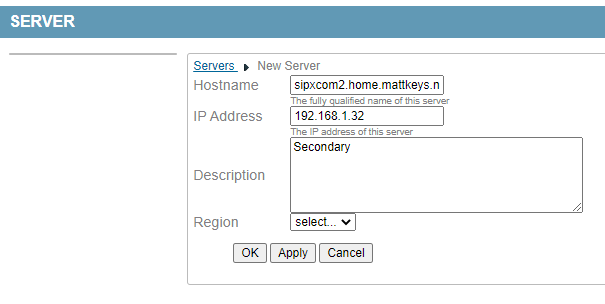 SERVER
Servers New Server
Hostname sipxcom2.home.mattkeys.n
The fully qualified name of this server
IP Address 192.168.1.32
The IP address of this server
Description Secondary
Region select...
OK Apply Cancel